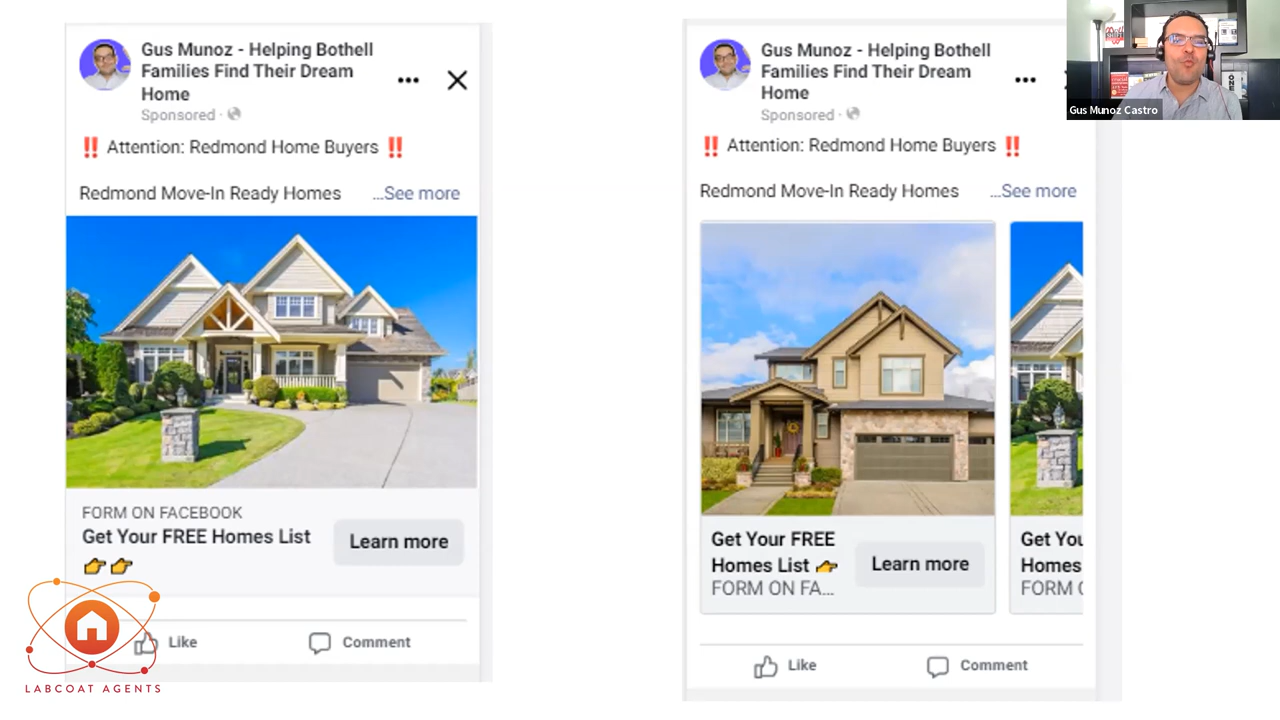 Gus Munoz - Helping Bothell
Families Find Their Dream
Home
Sponsored
‼️ Attention: Redmond Home Buyers ‼️
Redmond Move-In Ready Homes ...See more
FORM ON FACEBOOK
Get Your FREE Homes List
👉 👉
Learn more
Like
Comment
LABCOAT AGENTS
Gus Munoz - Helping Bothell
Families Find Their Dream
Home
Sponsored
‼️ Attention: Redmond Home Buyers ‼️
Redmond Move-In Ready Homes ...See more
Get Your FREE
Homes List 👉
FORM ON FA...
Learn more
Get You
Homes
FORM O
Like
Comment
Gus Munoz Castro